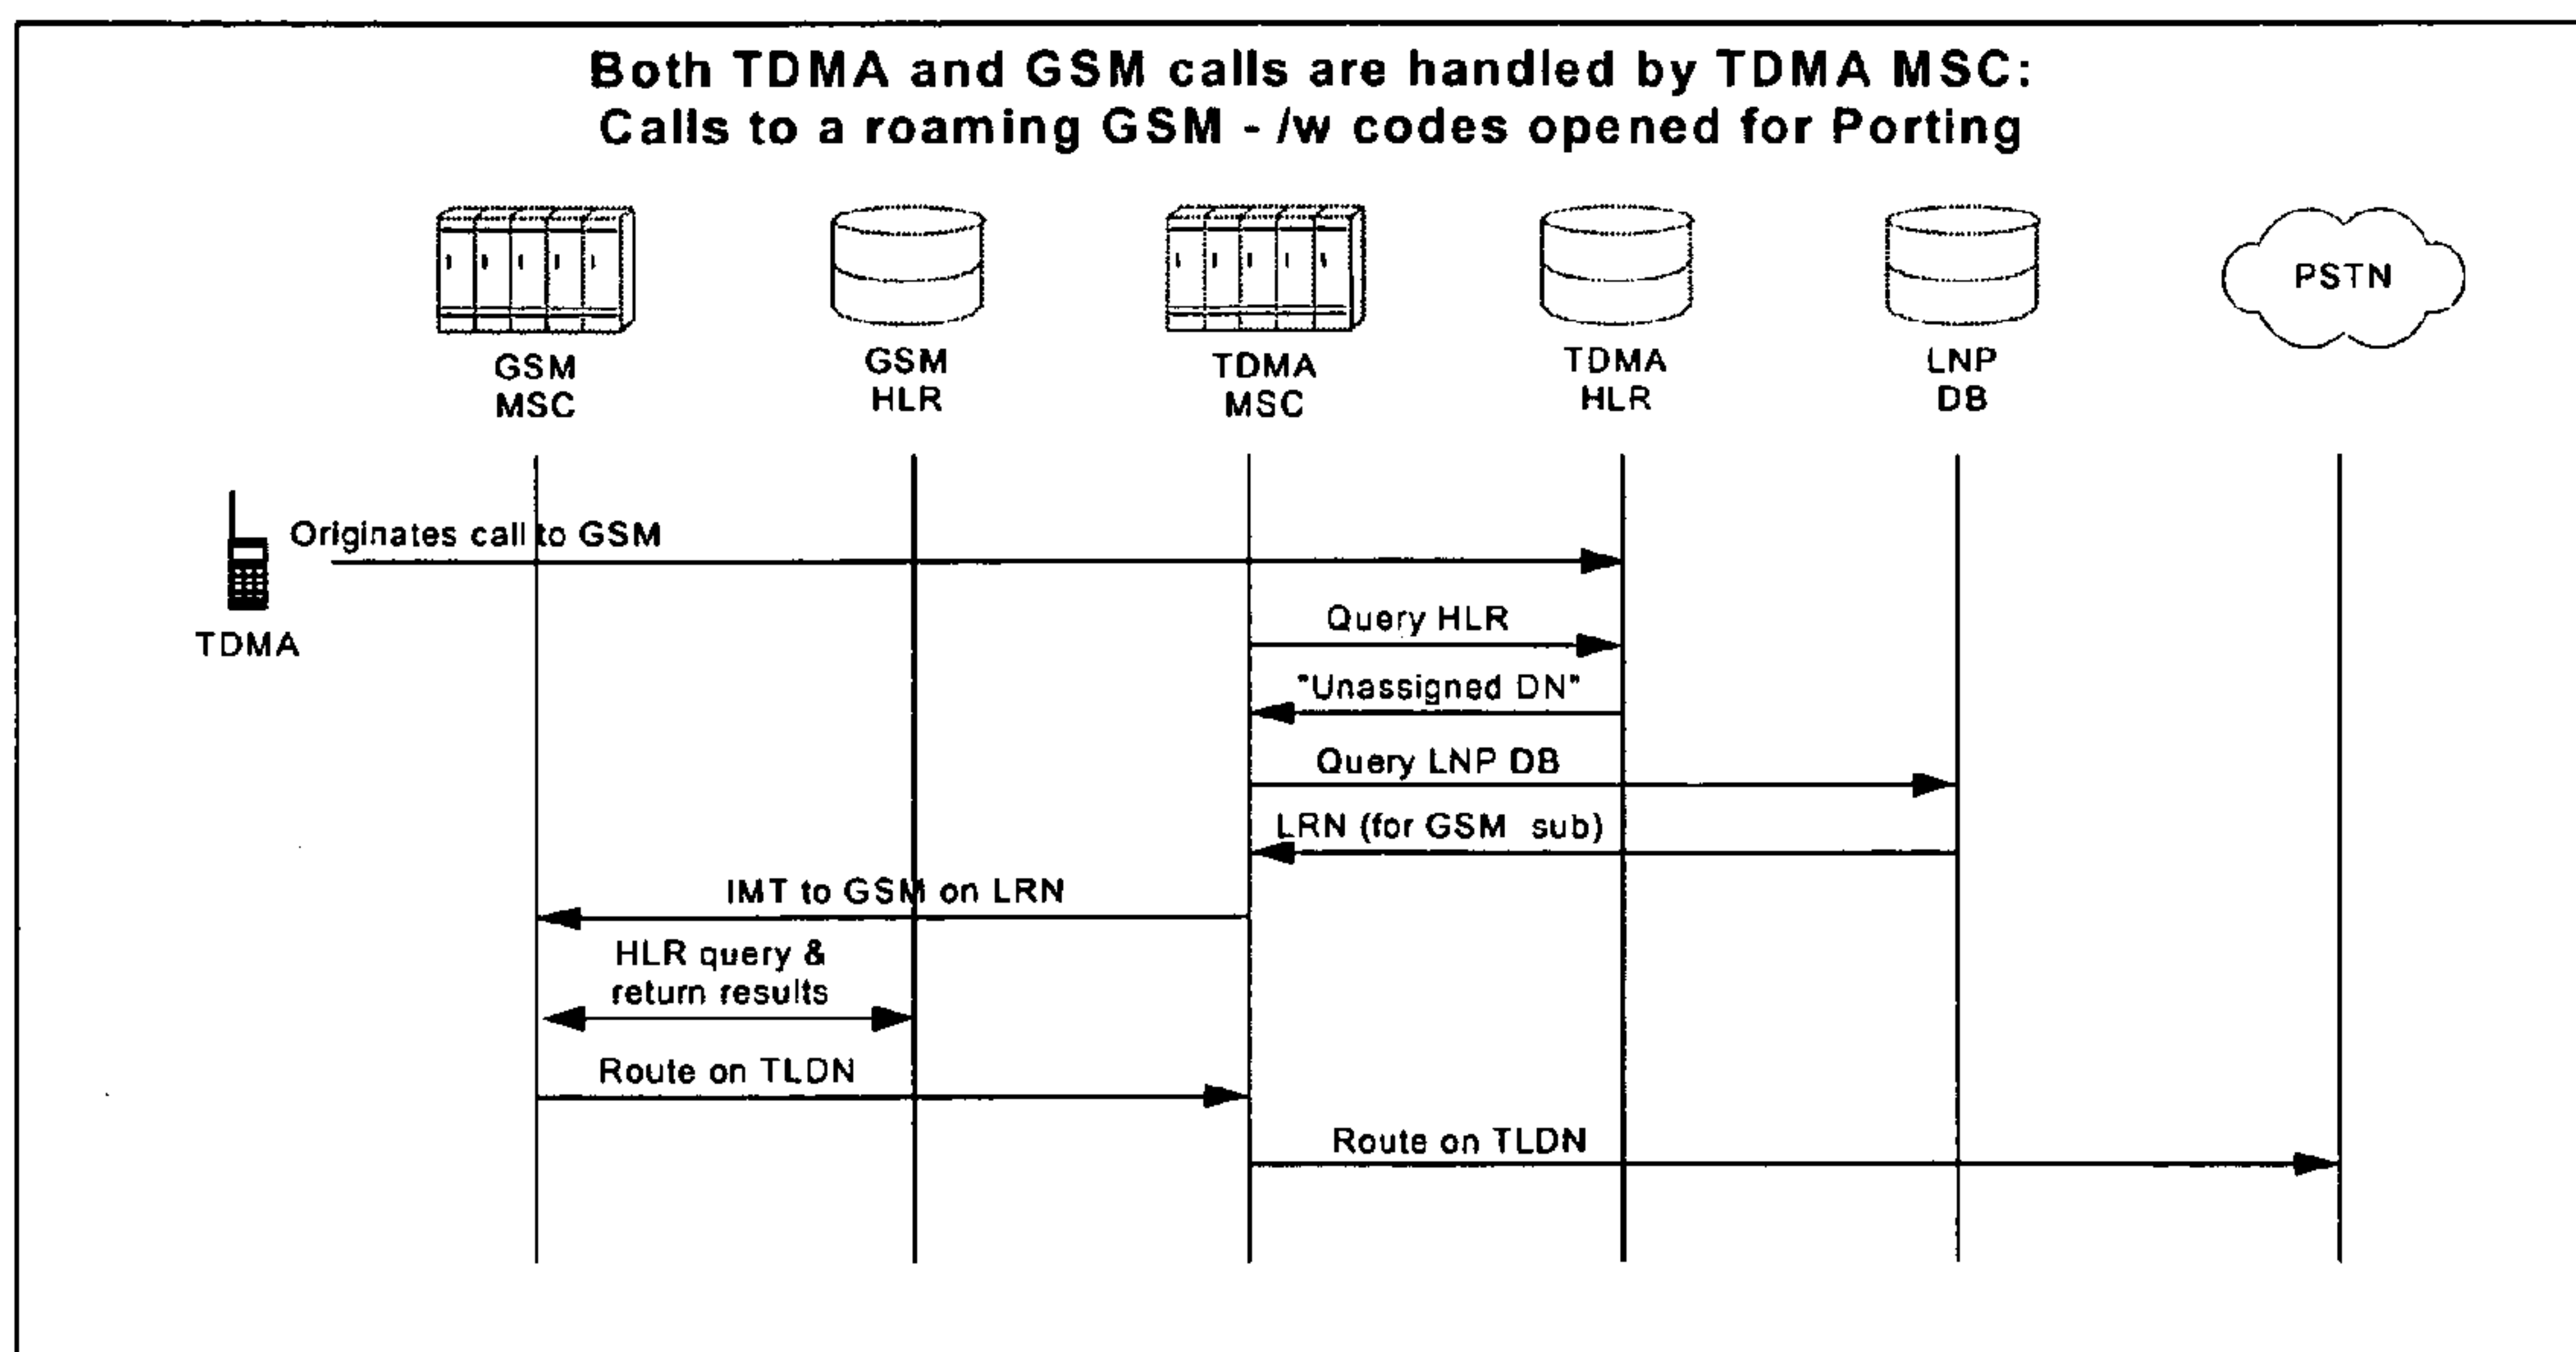 Both TDMA and GSM calls are handled by TDMA MSC:
Calls to a roaming GSM - /w codes opened for Porting
GSM
MSC
GSM
HLR
TDMA
MSC
TDMA
HLR
LNP
DB
PSTN
Originates call to GSM
TDMA
Query HLR
"Unassigned DN"
Query LNP DB
LRN (for GSM sub)
IMT to GSM on LRN
HLR query &
return results
Route on TLDN
Route on TLDN